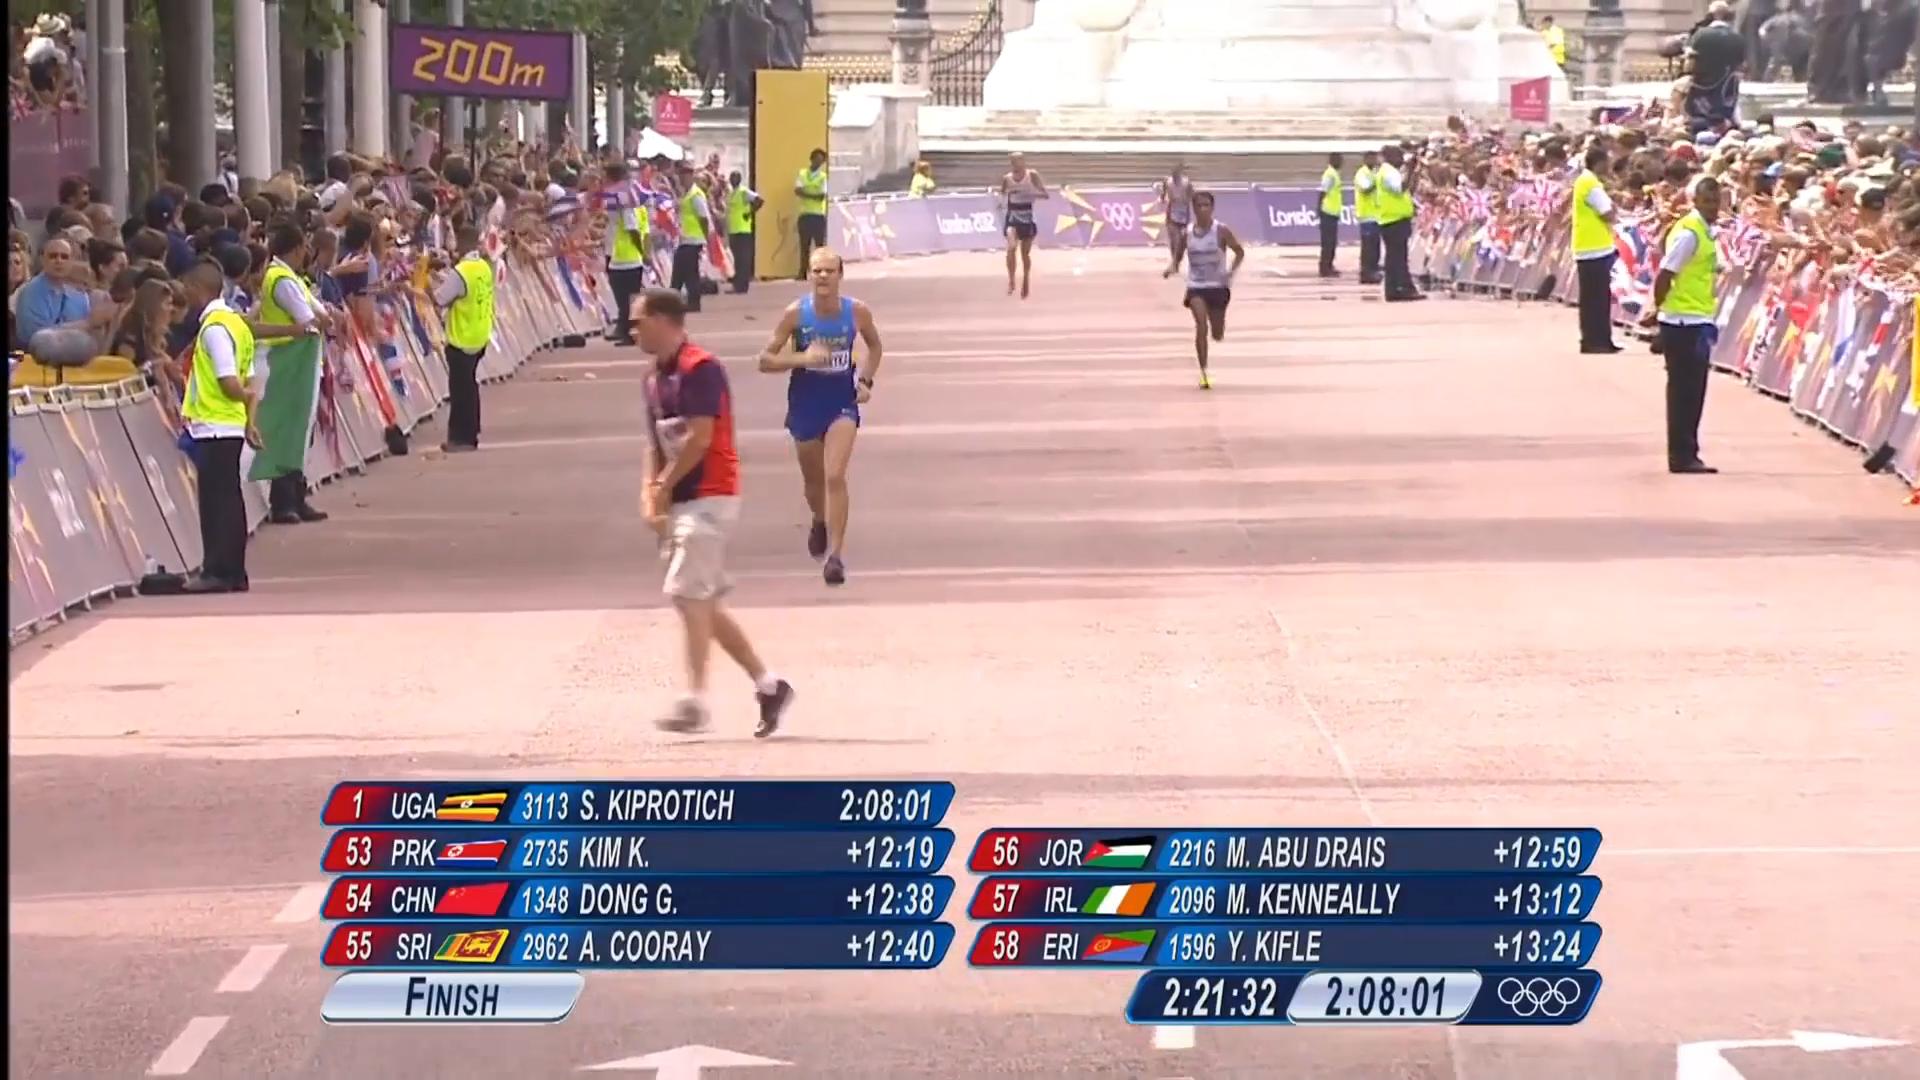 200m
London 2012
London
1 UGA 3113 S. KIPROTICH 2:08:01
53 PRK 2735 KIM K. +12:19
54 CHN 1348 DONG G. +12:38
55 SRI 2962 A. COORAY +12:40
56 JOR 2216 M. ABU DRAIS +12:59
57 IRL 2096 M. KENNEALLY +13:12
58 ERI 1596 Y. KIFLE +13:24
FINISH
2:21:32 2:08:01